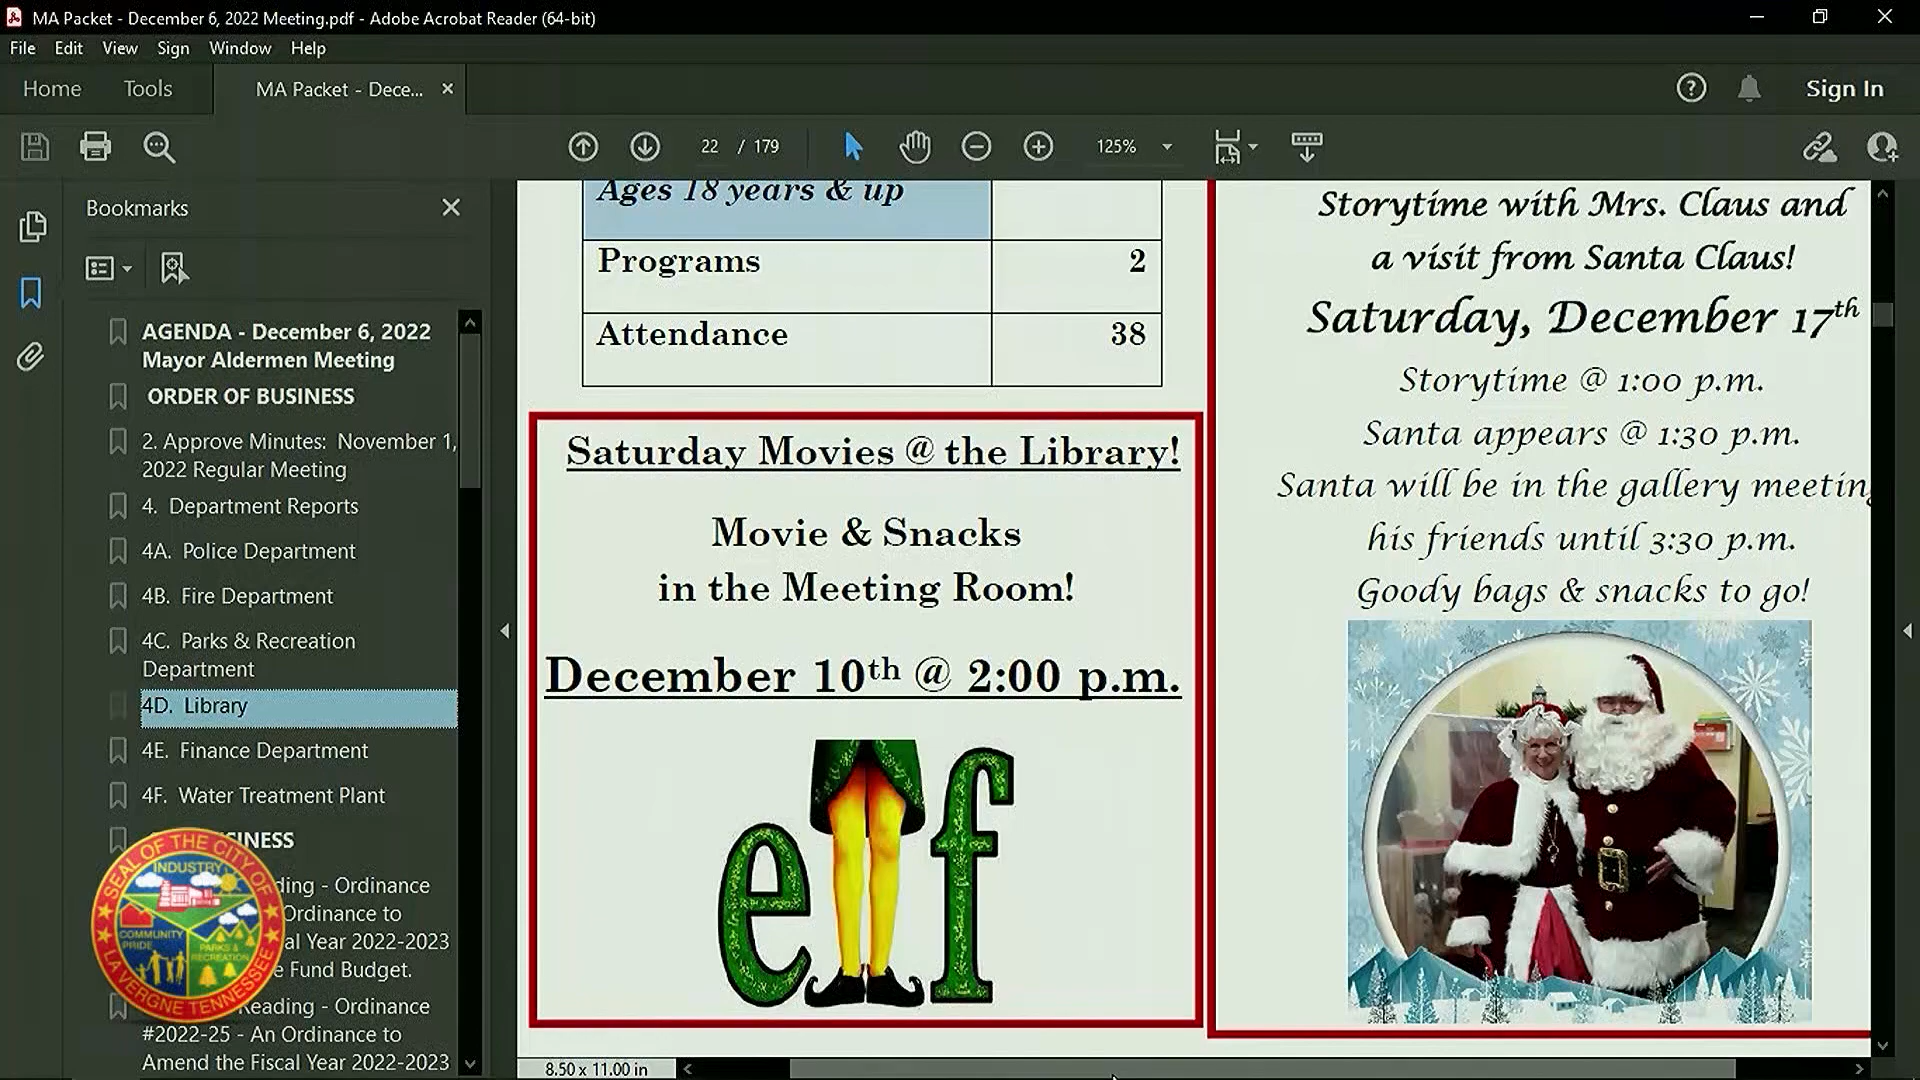 MA Packet - December 6, 2022 Meeting.pdf - Adobe Acrobat Reader (64-bit)
File Edit View Sign Window Help
Home Tools MA Packet - Dece...
Sign In
22 / 179
125%
Bookmarks
AGENDA - December 6, 2022
Mayor Aldermen Meeting
ORDER OF BUSINESS
2. Approve Minutes: November 1,
2022 Regular Meeting
4. Department Reports
4A. Police Department
4B. Fire Department
4C. Parks & Recreation
Department
4D. Library
4E. Finance Department
4F. Water Treatment Plant
INESS
ding - Ordinance
Ordinance to
al Year 2022-2023
e Fund Budget.
eading - Ordinance
#2022-25 - An Ordinance to
Amend the Fiscal Year 2022-2023
SEAL OF THE CITY OF
LA VERGNE TENNESSEE
INDUSTRY
COMMUNITY
PRIDE
PARKS &
RECREATION
Ages 18 years & up
Programs 2
Attendance 38
Saturday Movies @ the Library!
Movie & Snacks
in the Meeting Room!
December 10th @ 2:00 p.m.
elf
Storytime with Mrs. Claus and
a visit from Santa Claus!
Saturday, December 17th
Storytime @ 1:00 p.m.
Santa appears @ 1:30 p.m.
Santa will be in the gallery meetin
his friends until 3:30 p.m.
Goody bags & snacks to go!
8.50 x 11.00 in